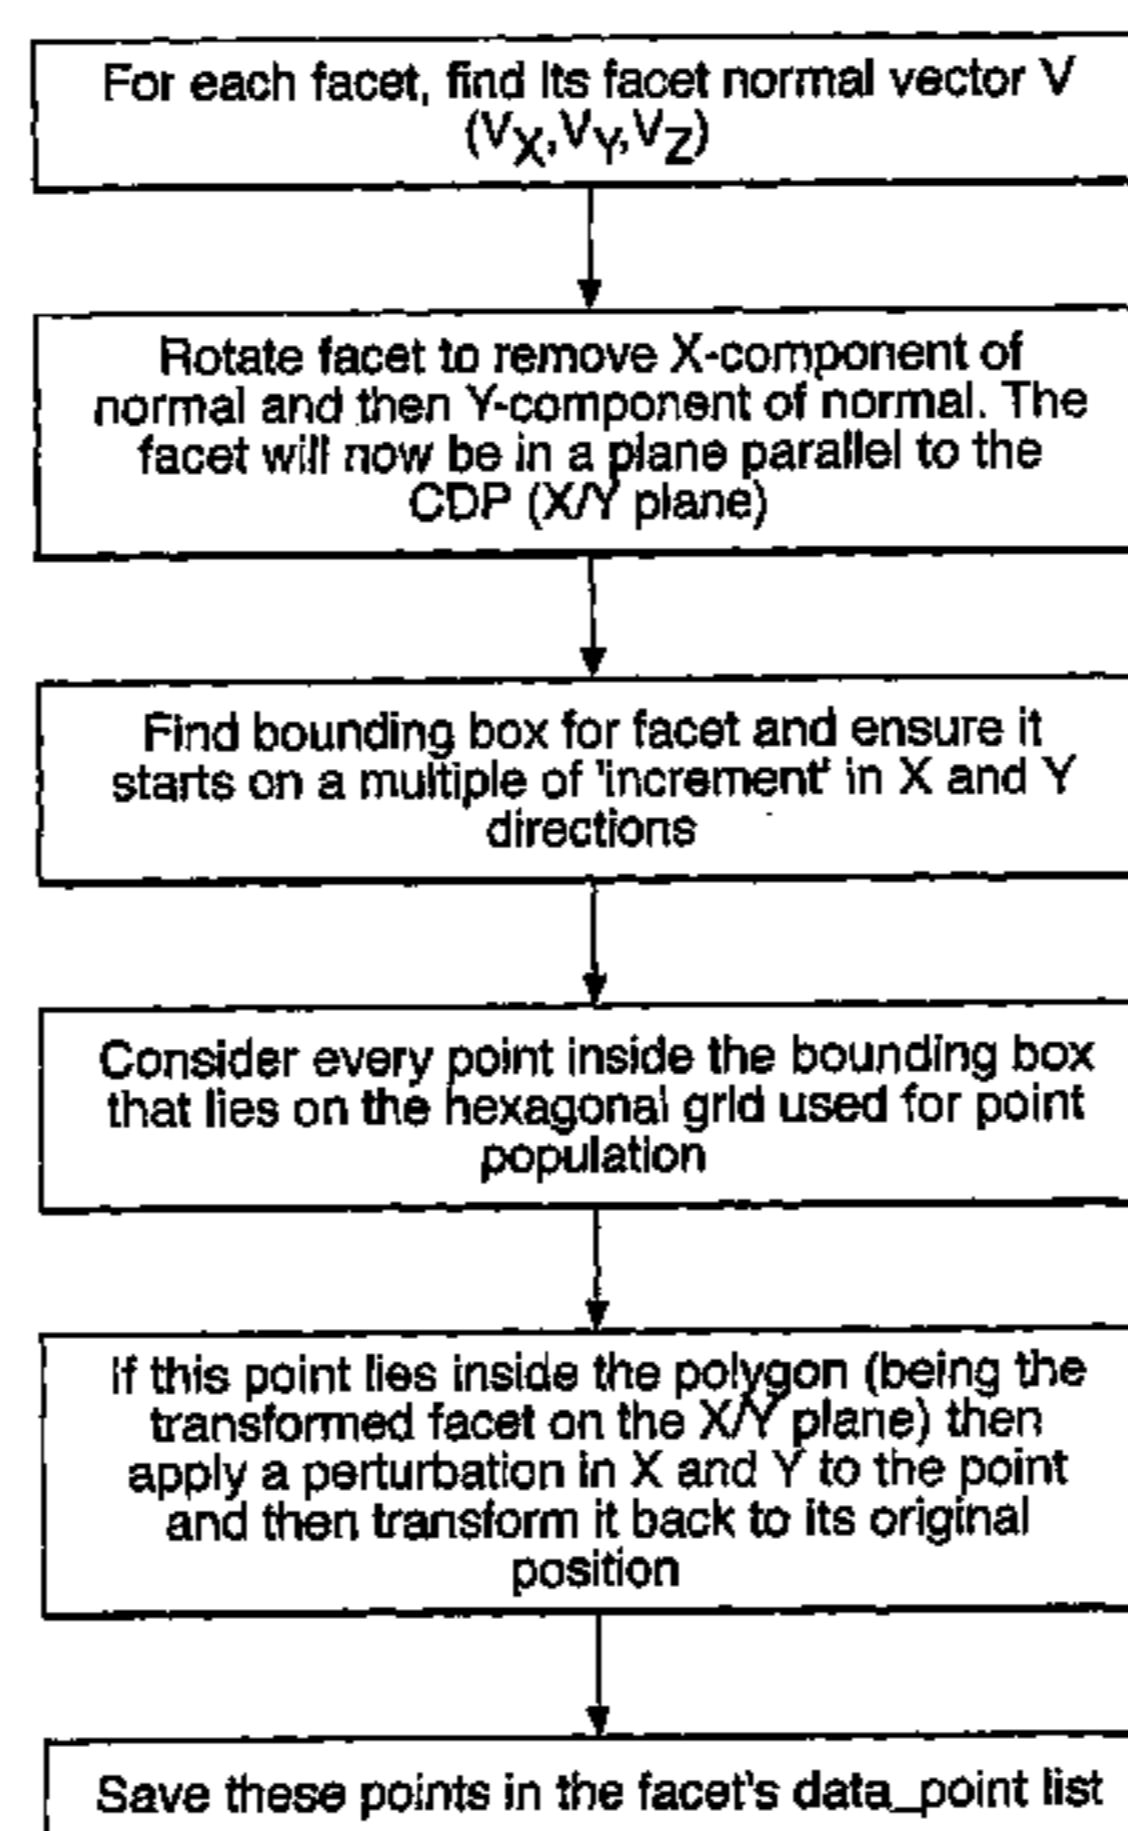 For each facet, find its facet normal vector V
(VX,VY,VZ)
Rotate facet to remove X-component of
normal and then Y-component of normal. The
facet will now be in a plane parallel to the
CDP (X/Y plane)
Find bounding box for facet and ensure it
starts on a multiple of 'increment' in X and Y
directions
Consider every point inside the bounding box
that lies on the hexagonal grid used for point
population
If this point lies inside the polygon (being the
transformed facet on the X/Y plane) then
apply a perturbation in X and Y to the point
and then transform it back to its original
position
Save these points in the facet's data_point list